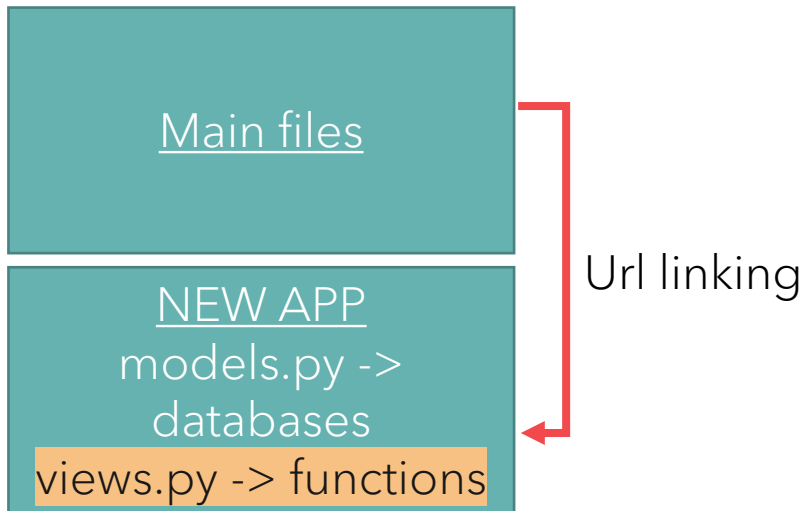 Main files
Url linking
NEW APP
models.py ->
databases
views.py -> functions